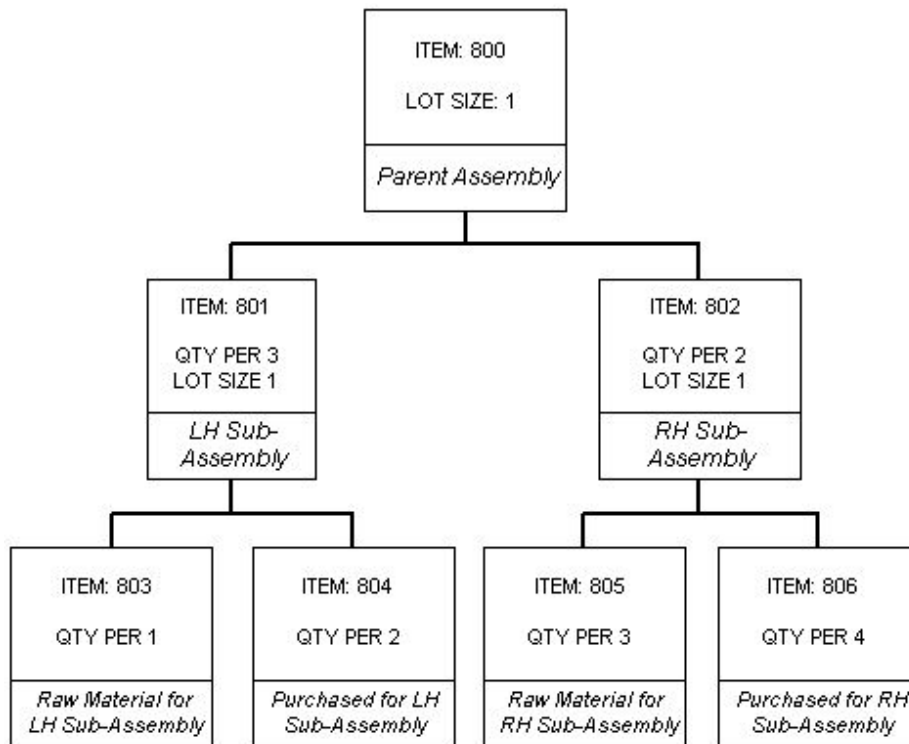 ITEM: 800
LOT SIZE: 1
Parent Assembly
ITEM: 801
QTY PER 3
LOT SIZE 1
LH Sub-
Assembly
ITEM: 802
QTY PER 2
LOT SIZE 1
RH Sub-
Assembly
ITEM: 803
QTY PER 1
Raw Material for
LH Sub-Assembly
ITEM: 804
QTY PER 2
Purchased for LH
Sub-Assembly
ITEM: 805
QTY PER 3
Raw Material for
RH Sub-Assembly
ITEM: 806
QTY PER 4
Purchased for RH
Sub-Assembly